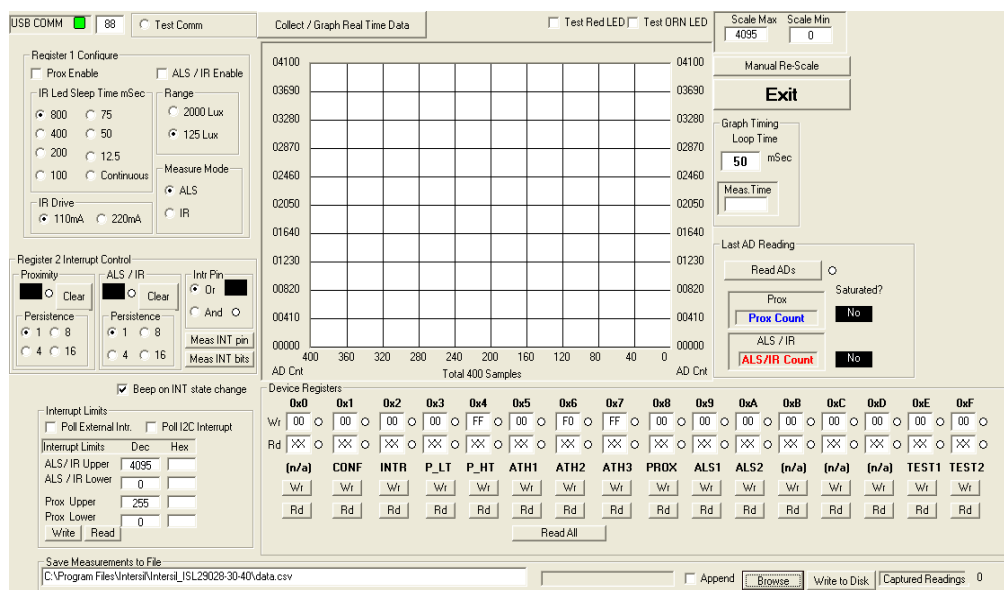 USB COMM 88 Test Comm Collect / Graph Real Time Data Test Red LED Test ORN LED Scale Max Scale Min
4095 0
Manual Re-Scale
Exit
Register 1 Configure
Prox Enable ALS / IR Enable
IR Led Sleep Time mSec
800 75
400 50
200 12.5
100 Continuous
Range
2000 Lux
125 Lux
Measure Mode
ALS
IR
IR Drive
110mA 220mA
04100 04100
03690 03690
03280 03280
02870 02870
02460 02460
02050 02050
01640 01640
01230 01230
00820 00820
00410 00410
00000 00000
400 360 320 280 240 200 160 120 80 40 0
AD Cnt Total 400 Samples AD Cnt
Graph Timing
Loop Time
50 mSec
Meas.Time
Last AD Reading
Read ADs
Saturated?
Prox
Prox Count No
ALS / IR
ALS/IR Count No
Register 2 Interrupt Control
Proximity
Clear
Persistence
1 8
4 16
ALS / IR
Clear
Persistence
1 8
4 16
Intr Pin
Or
And
Meas INT pin
Meas INT bits
Beep on INT state change
Interrupt Limits
Poll External Intr. Poll I2C Interrupt
Interrupt Limits Dec Hex
ALS/ IR Upper 4095
ALS / IR Lower 0
Prox Upper 255
Prox Lower 0
Write Read
Device Registers
0x0 0x1 0x2 0x3 0x4 0x5 0x6 0x7 0x8 0x9 0xA 0xB 0xC 0xD 0xE 0xF
Wr 00 00 00 00 FF 00 F0 FF 00 00 00 00 00 00 00 00
Rd XX XX XX XX XX XX XX XX XX XX XX XX XX XX XX XX
(n/a) CONF INTR P_LT P_HT ATH1 ATH2 ATH3 PROX ALS1 ALS2 (n/a) (n/a) (n/a) TEST1 TEST2
Wr Wr Wr Wr Wr Wr Wr Wr Wr Wr Wr Wr Wr Wr Wr Wr
Rd Rd Rd Rd Rd Rd Rd Rd Rd Rd Rd Rd Rd Rd Rd Rd
Read All
Save Measurements to File
C:\Program Files\Intersil\Intersil_ISL29028-30-40\data.csv Append Browse Write to Disk Captured Readings 0